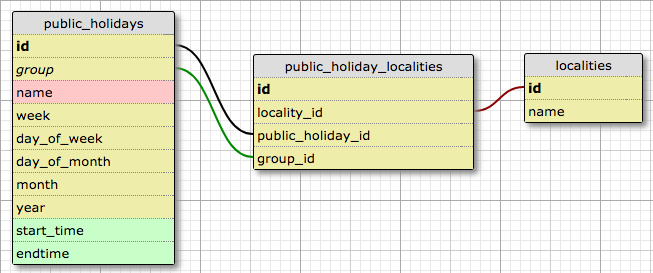 public_holidays
id
group
name
week
day_of_week
day_of_month
month
year
start_time
endtime
public_holiday_localities
id
locality_id
public_holiday_id
group_id
localities
id
name